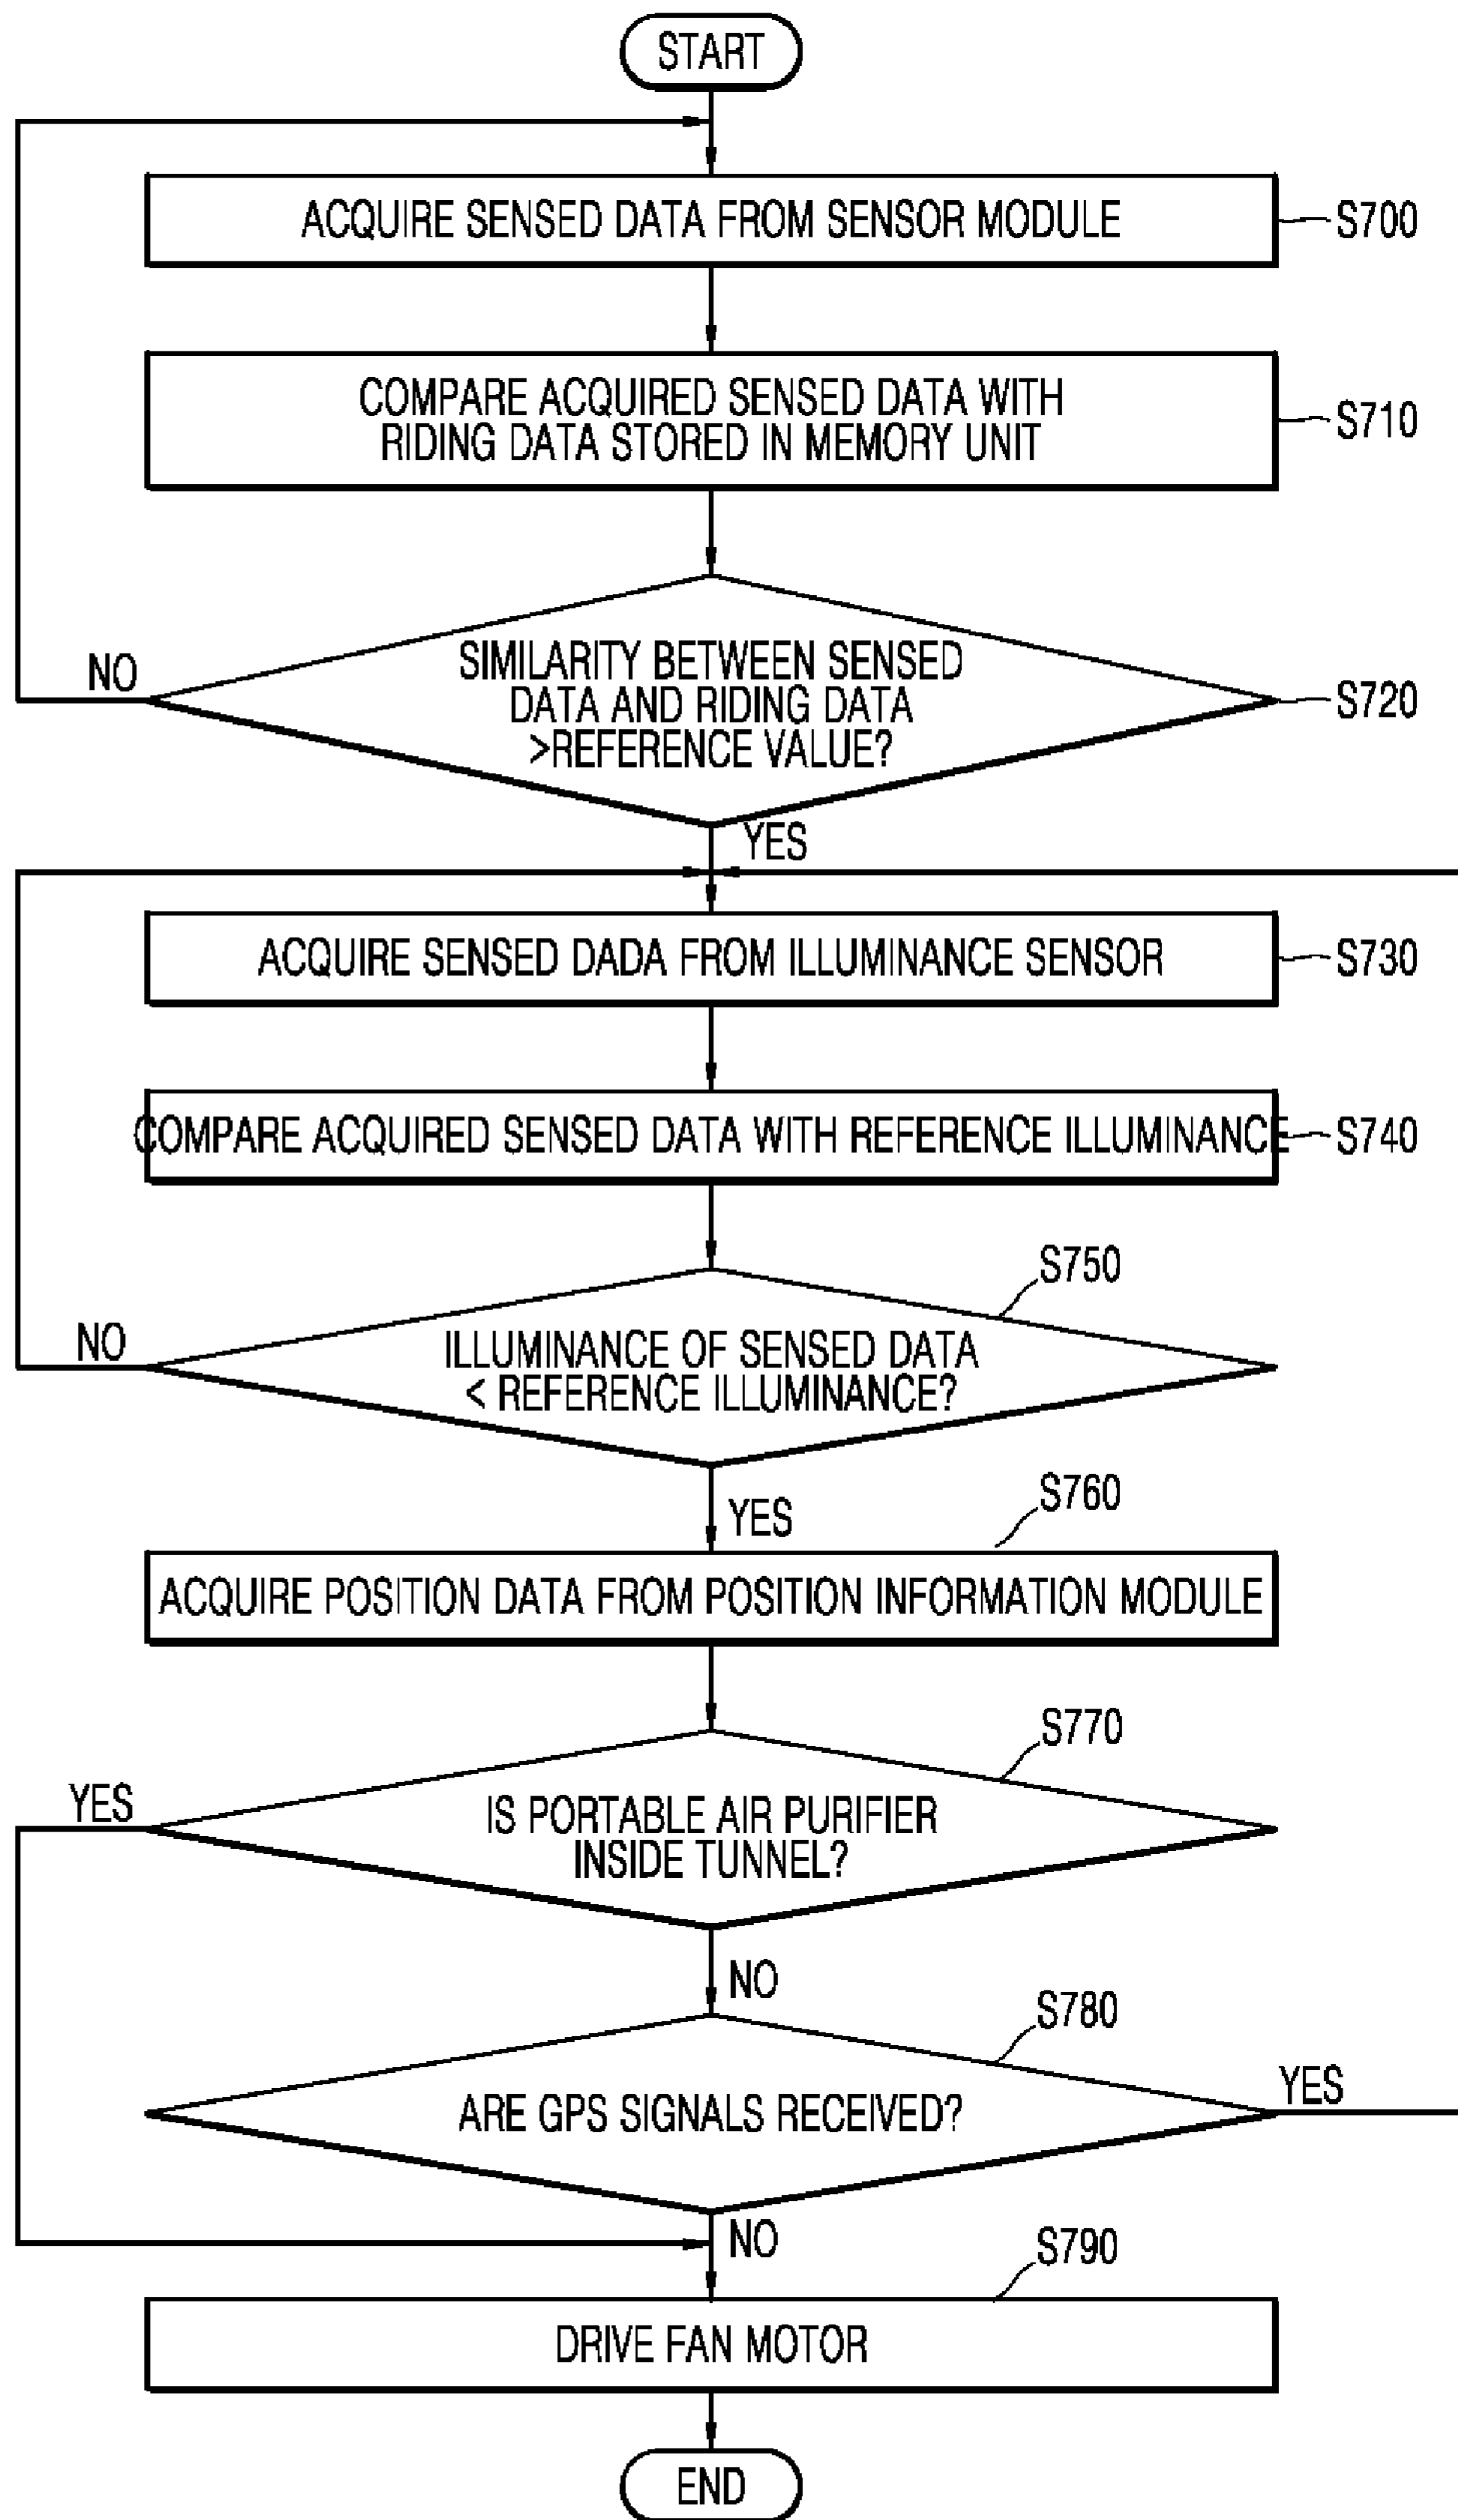 START
ACQUIRE SENSED DATA FROM SENSOR MODULE
S700
COMPARE ACQUIRED SENSED DATA WITH
RIDING DATA STORED IN MEMORY UNIT
S710
SIMILARITY BETWEEN SENSED
DATA AND RIDING DATA
>REFERENCE VALUE?
S720
NO
YES
ACQUIRE SENSED DADA FROM ILLUMINANCE SENSOR
S730
COMPARE ACQUIRED SENSED DATA WITH REFERENCE ILLUMINANCE
S740
S750
ILLUMINANCE OF SENSED DATA
< REFERENCE ILLUMINANCE?
NO
YES
S760
ACQUIRE POSITION DATA FROM POSITION INFORMATION MODULE
S770
YES
IS PORTABLE AIR PURIFIER
INSIDE TUNNEL?
NO
S780
ARE GPS SIGNALS RECEIVED?
YES
NO
S790
DRIVE FAN MOTOR
END